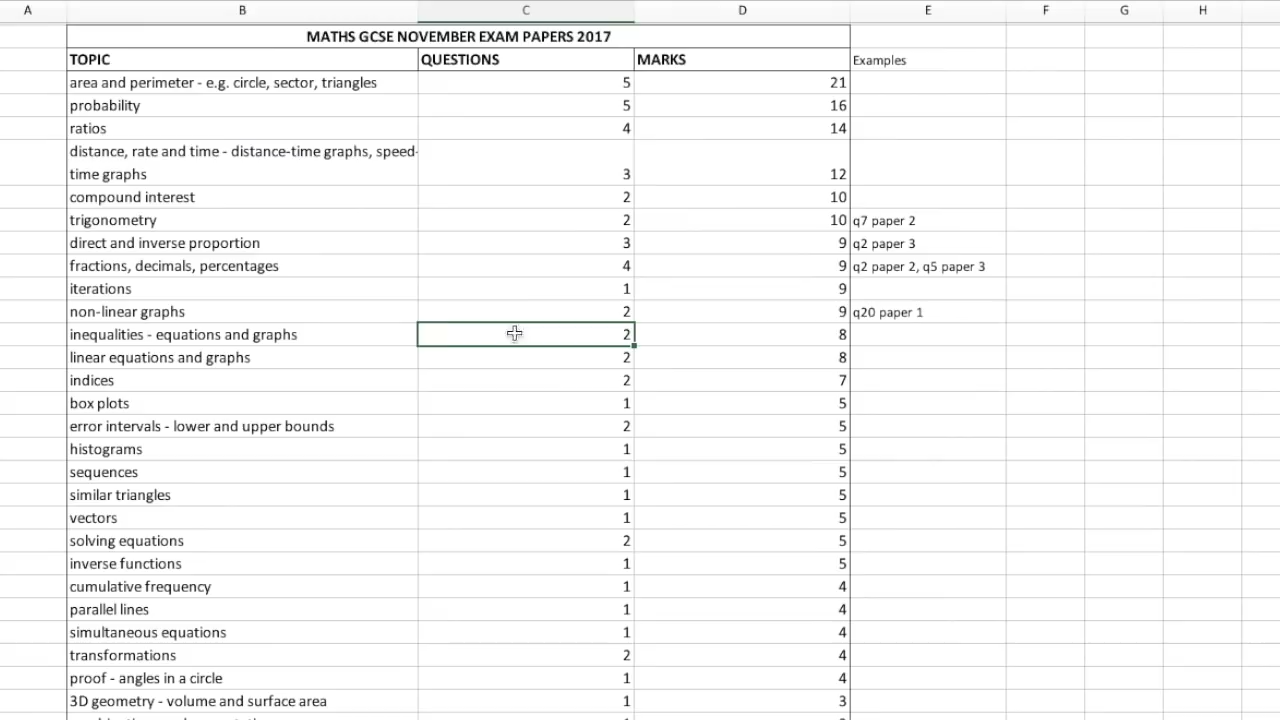 A B C D E F G H
MATHS GCSE NOVEMBER EXAM PAPERS 2017
TOPIC QUESTIONS MARKS Examples
area and perimeter - e.g. circle, sector, triangles 5 21
probability 5 16
ratios 4 14
distance, rate and time - distance-time graphs, speed-
time graphs 3 12
compound interest 2 10
trigonometry 2 10 q7 paper 2
direct and inverse proportion 3 9 q2 paper 3
fractions, decimals, percentages 4 9 q2 paper 2, q5 paper 3
iterations 1 9
non-linear graphs 2 9 q20 paper 1
inequalities - equations and graphs 2 8
linear equations and graphs 2 8
indices 2 7
box plots 1 5
error intervals - lower and upper bounds 2 5
histograms 1 5
sequences 1 5
similar triangles 1 5
vectors 1 5
solving equations 2 5
inverse functions 1 5
cumulative frequency 1 4
parallel lines 1 4
simultaneous equations 1 4
transformations 2 4
proof - angles in a circle 1 4
3D geometry - volume and surface area 1 3